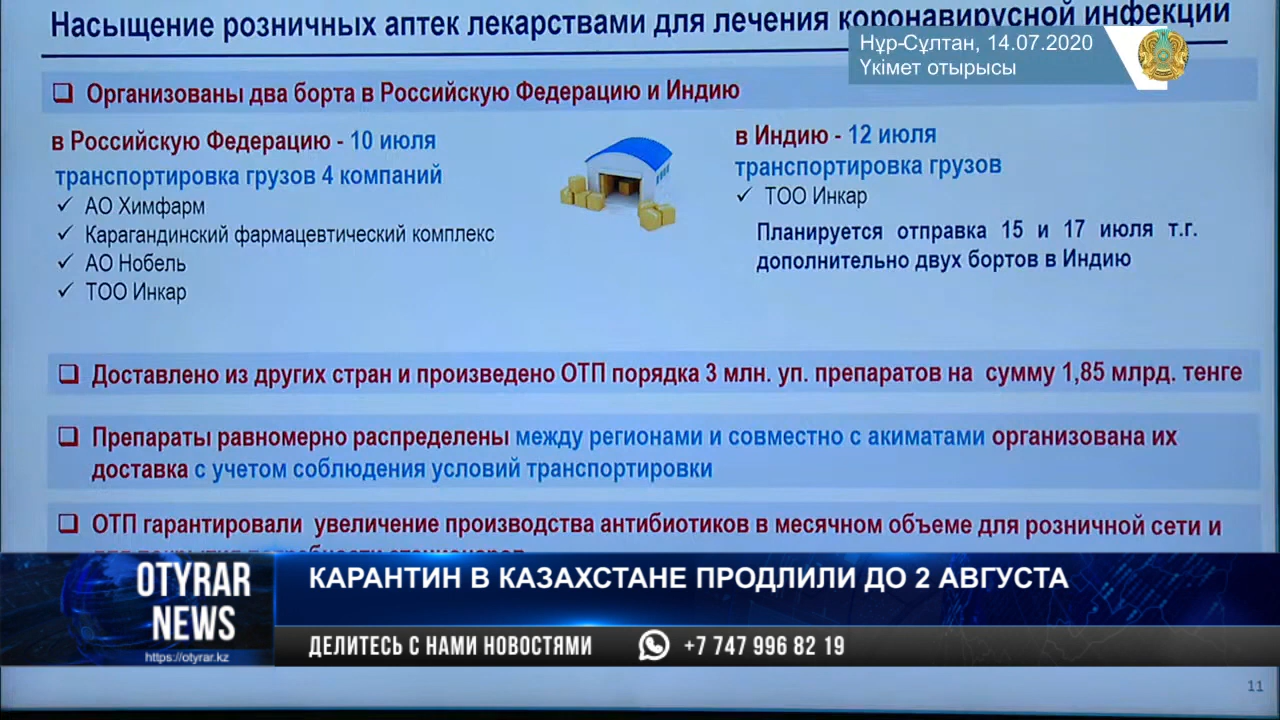 Насыщение розничных аптек лекарствами для лечения коронавирусной инфекции
Нұр-Сұлтан, 14.07.2020
Үкімет отырысы
❑ Организованы два борта в Российскую Федерацию и Индию
в Российскую Федерацию - 10 июля
транспортировка грузов 4 компаний
✓ АО Химфарм
✓ Карагандинский фармацевтический комплекс
✓ АО Нобель
✓ ТОО Инкар
в Индию - 12 июля
транспортировка грузов
✓ ТОО Инкар
Планируется отправка 15 и 17 июля т.г.
дополнительно двух бортов в Индию
❑ Доставлено из других стран и произведено ОТП порядка 3 млн. уп. препаратов на сумму 1,85 млрд. тенге
❑ Препараты равномерно распределены между регионами и совместно с акиматами организована их
доставка с учетом соблюдения условий транспортировки
❑ ОТП гарантировали увеличение производства антибиотиков в месячном объеме для розничной сети и
OTYRAR
NEWS
https://otyrar.kz
КАРАНТИН В КАЗАХСТАНЕ ПРОДЛИЛИ ДО 2 АВГУСТА
ДЕЛИТЕСЬ С НАМИ НОВОСТЯМИ
+7 747 996 82 19
11